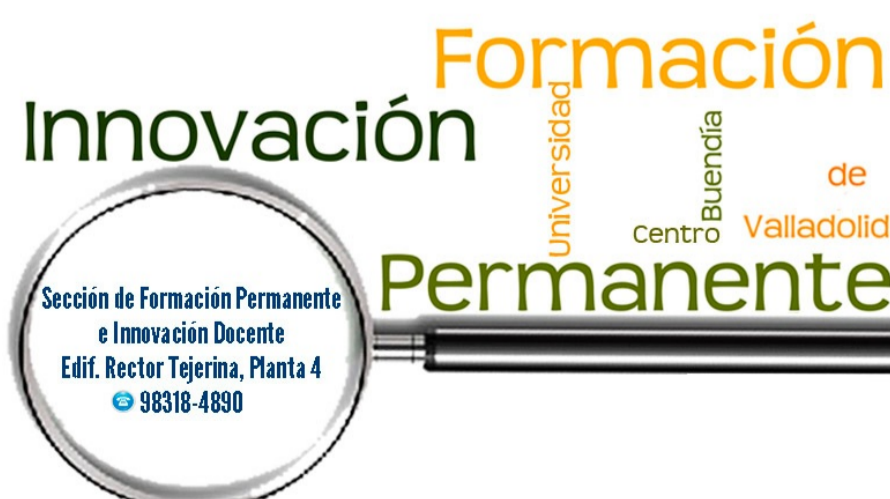 Formación
Innovación
Universidad
Buendía
de
Centro
Valladolid
Permanente
Sección de Formación Permanente
e Innovación Docente
Edif. Rector Tejerina, Planta 4
98318-4890